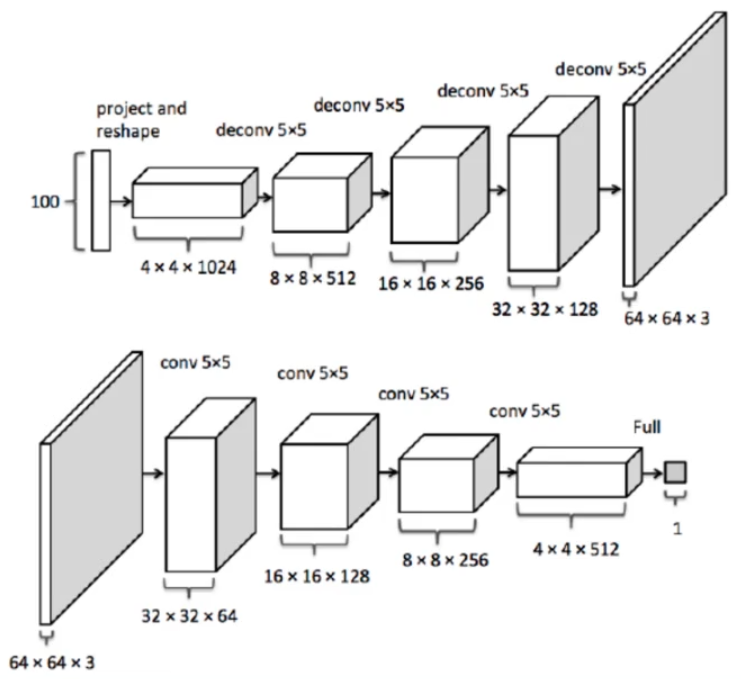 project and
reshape
deconv 5×5
deconv 5×5
deconv 5×5
deconv 5×5
100
4 × 4 × 1024
8 × 8 × 512
16 × 16 × 256
32 × 32 × 128
64 × 64 × 3
conv 5×5
conv 5×5
conv 5×5
conv 5×5
Full
64 × 64 × 3
32 × 32 × 64
16 × 16 × 128
8 × 8 × 256
4 × 4 × 512
1